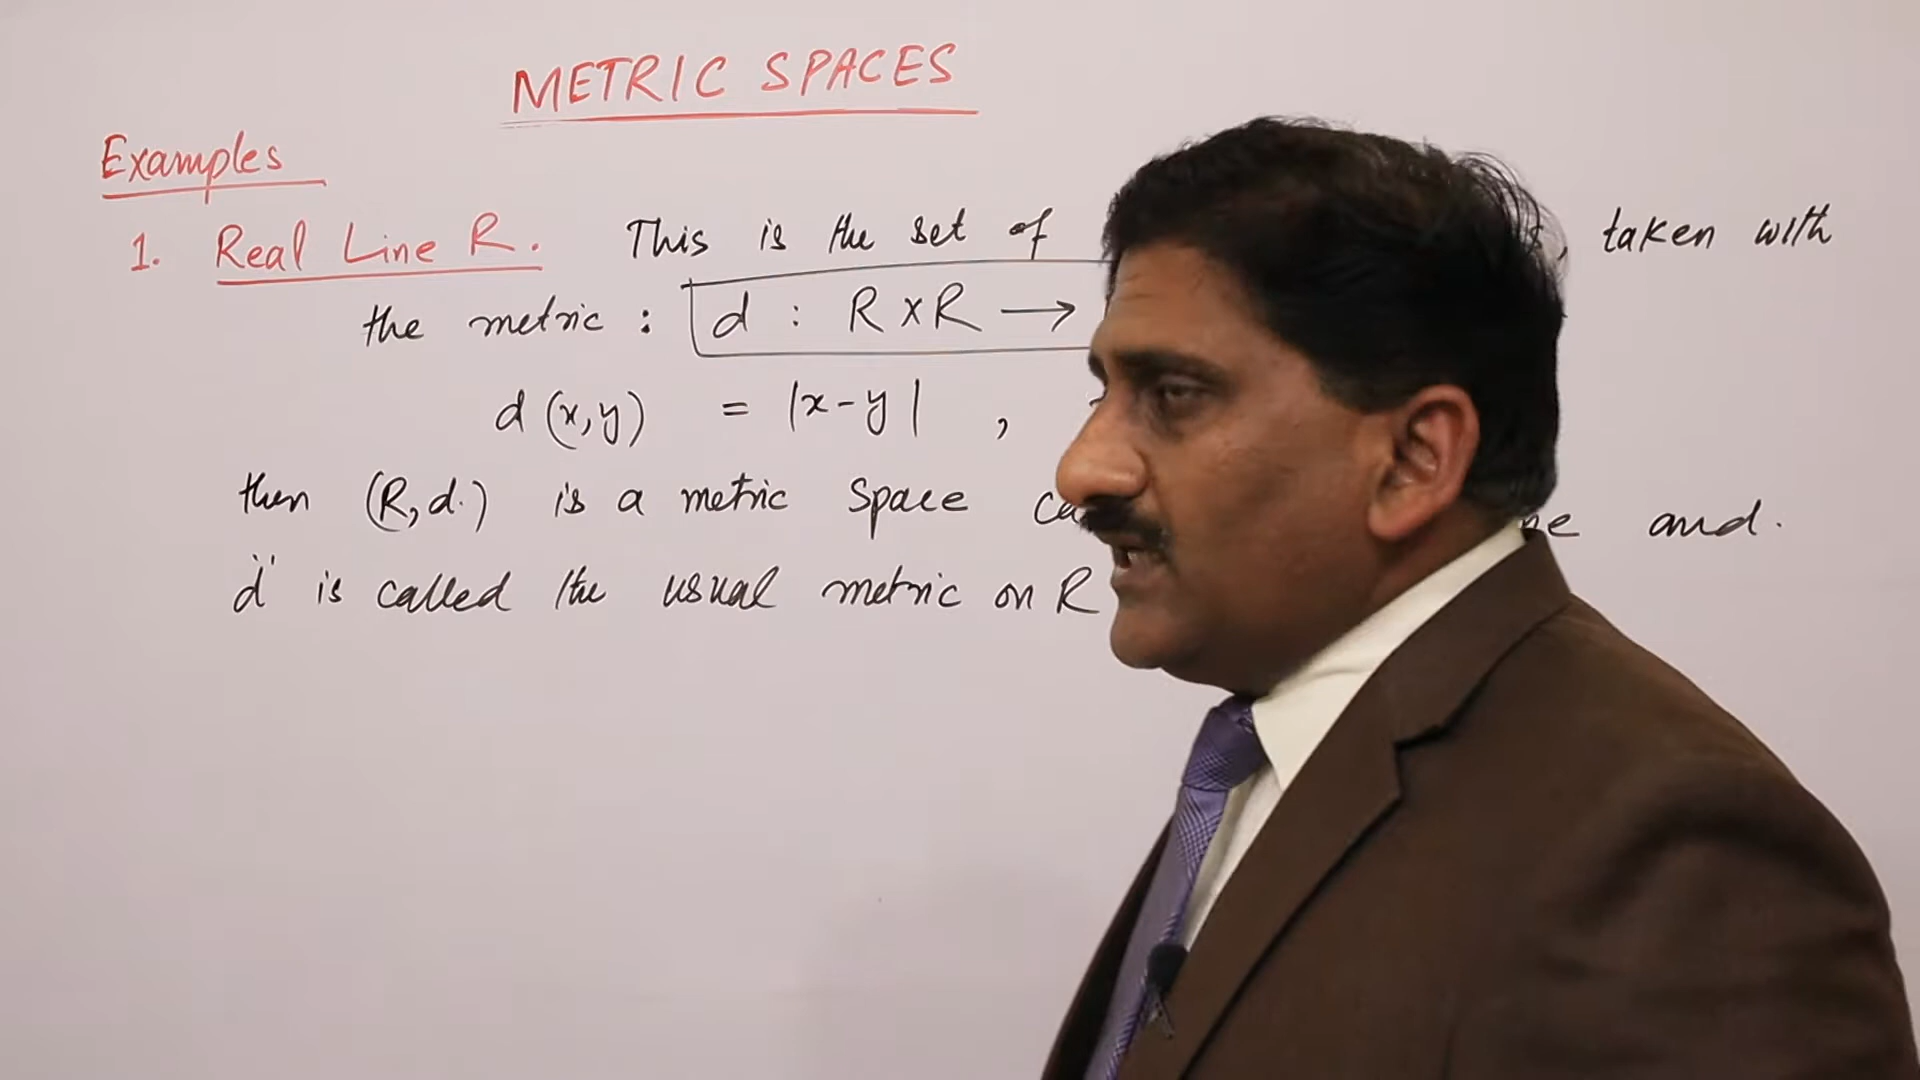 METRIC SPACES
Examples
1. Real Line R. This is the set of , taken with
the metric : d : R x R →
d (x,y) = |x-y| ,
then (R,d.) is a metric space and.
"d" is called the usual metric on R